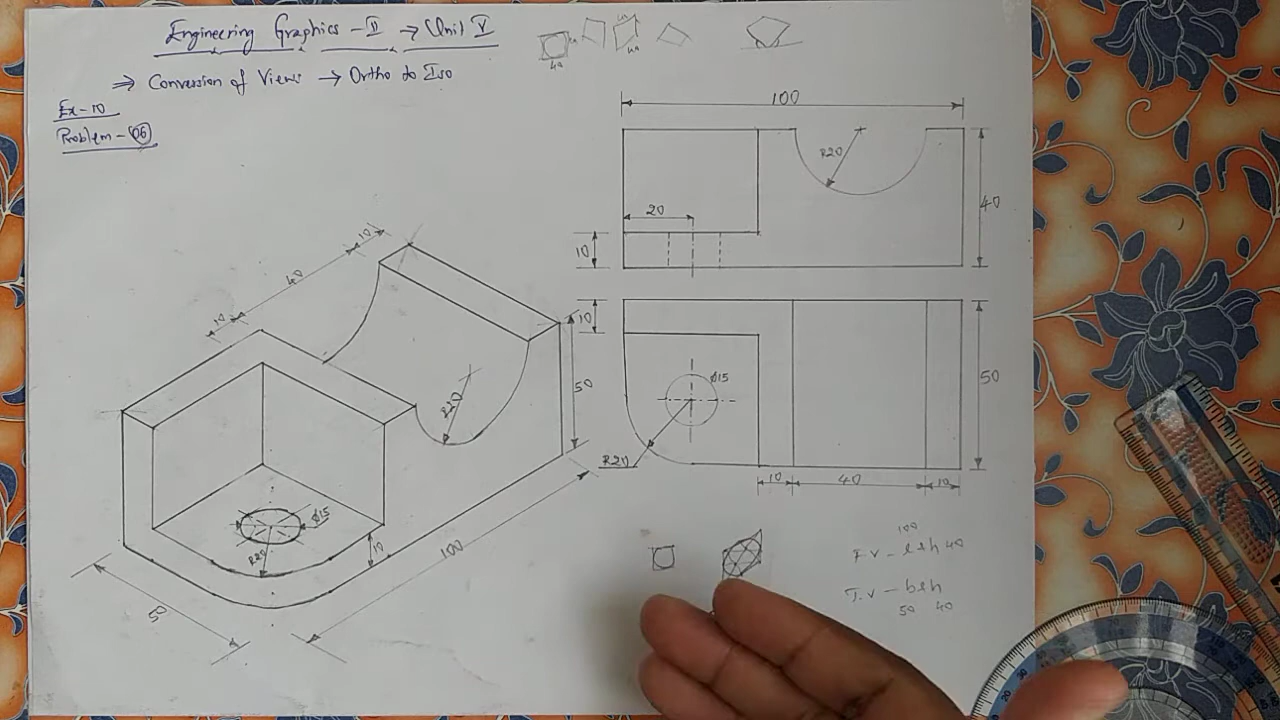 Engineering Graphics - II → Unit V
⇒ Conversion of Views → Ortho to Iso
Ex - 10
Problem - 06
100
R20
40
20
10
10
50
Ø15
R20
10
40
10
10
40
10
50
R20
Ø15
R20
10
100
100
F.V - l & h 40
T.V - b & h
50 40
40